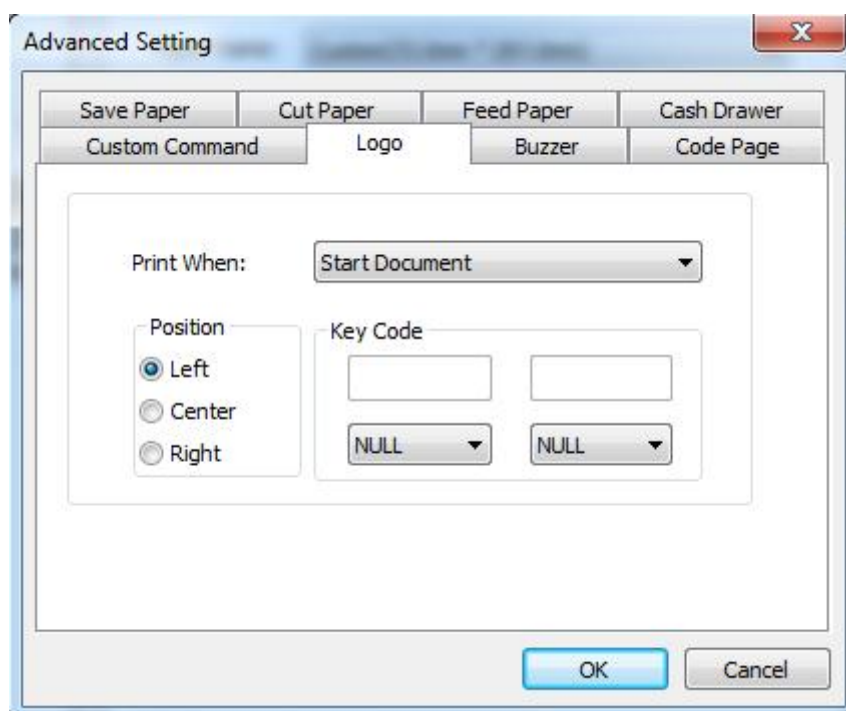 Advanced Setting
Save Paper Cut Paper Feed Paper Cash Drawer
Custom Command Logo Buzzer Code Page
Print When: Start Document
Position Key Code
Left
Center
Right NULL NULL
OK Cancel